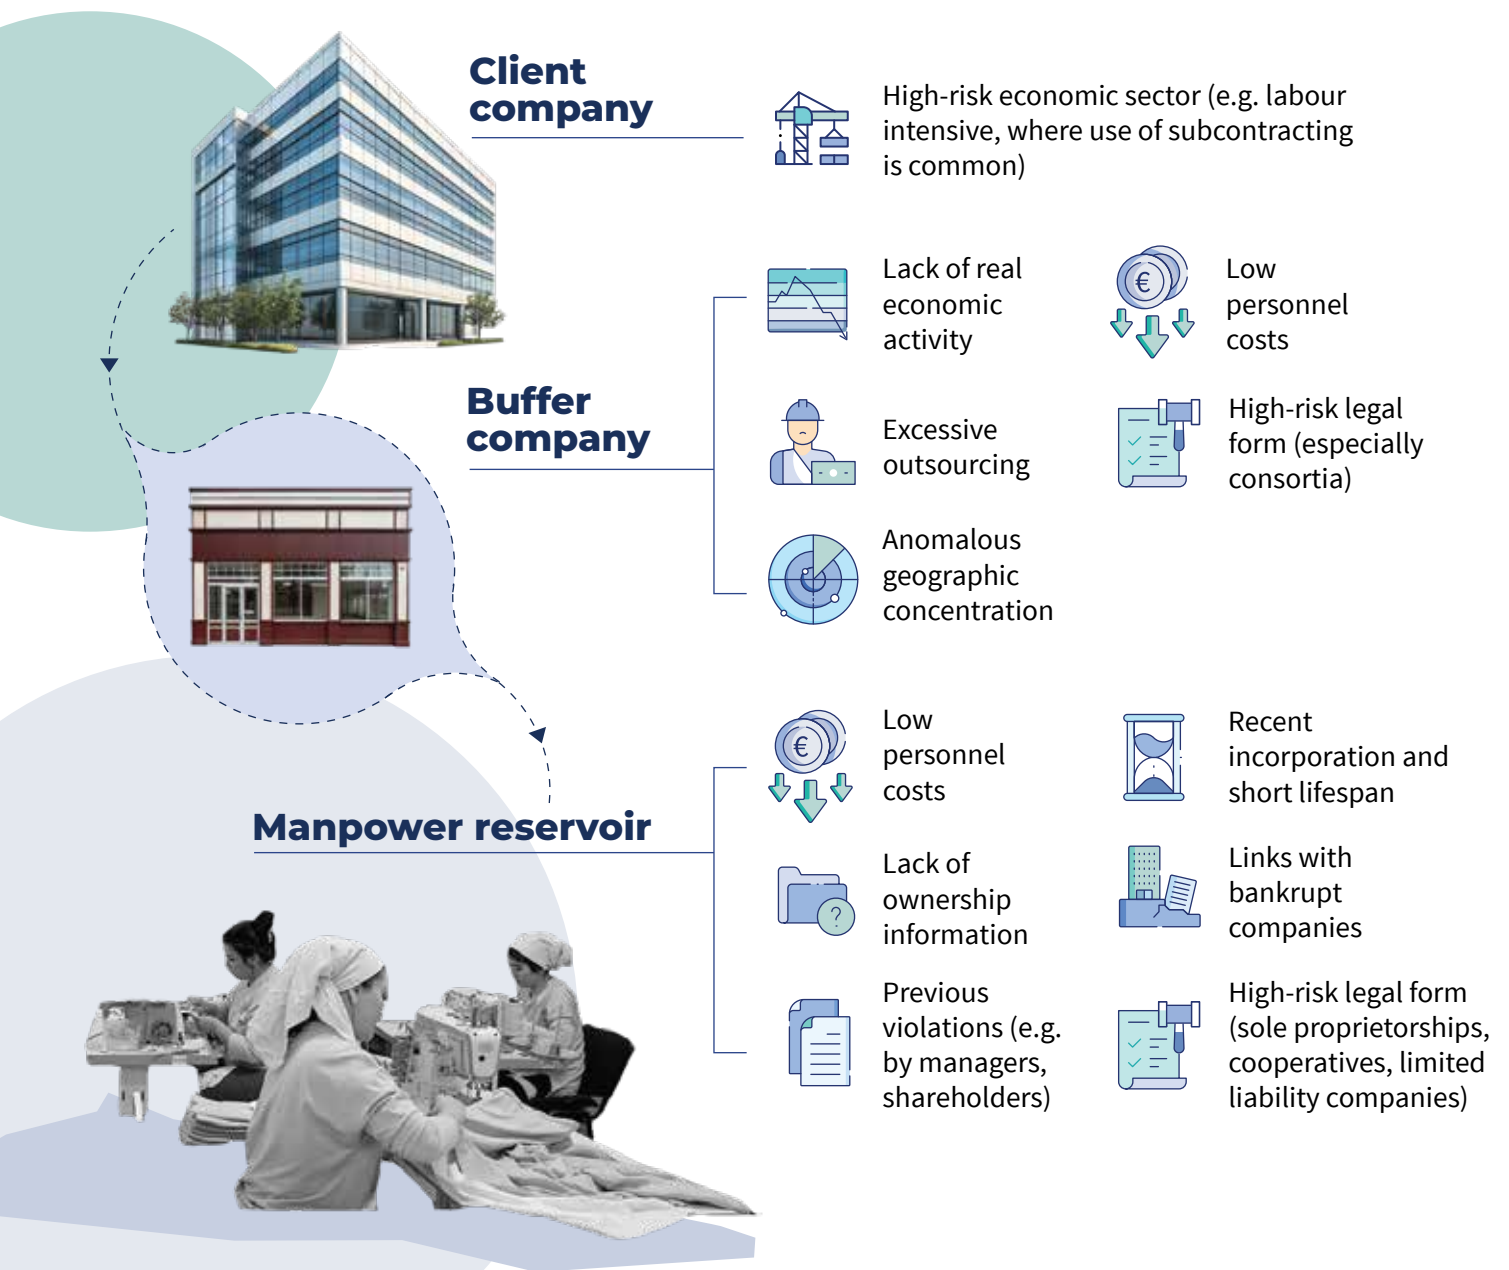 Client
company
High-risk economic sector (e.g. labour
intensive, where use of subcontracting
is common)
Buffer
company
Lack of real
economic
activity
€
Low
personnel
costs
Excessive
outsourcing
High-risk legal
form (especially
consortia)
Anomalous
geographic
concentration
Manpower reservoir
€
Low
personnel
costs
Recent
incorporation and
short lifespan
?
Lack of
ownership
information
Links with
bankrupt
companies
Previous
violations (e.g.
by managers,
shareholders)
High-risk legal form
(sole proprietorships,
cooperatives, limited
liability companies)